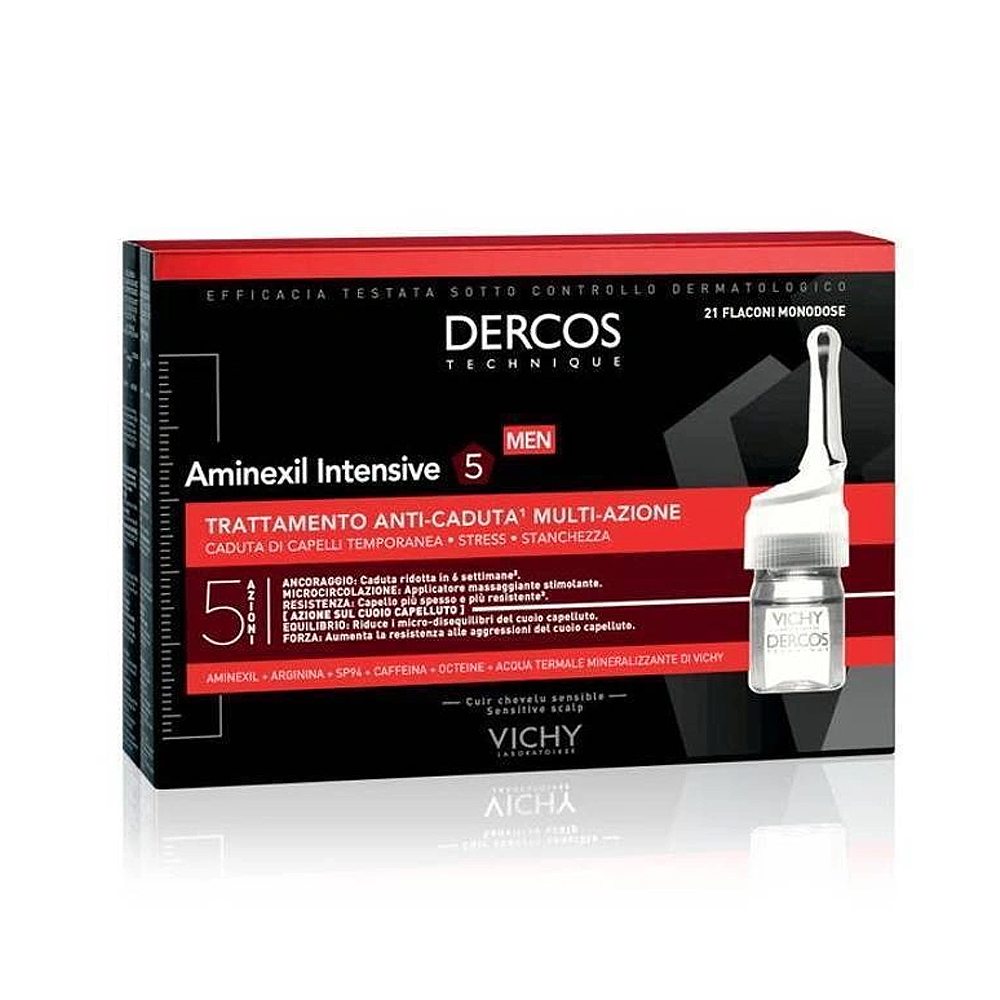 EFFICACIA TESTATA SOTTO CONTROLLO DERMATOLOGICO
21 FLACONI MONODOSE
DERCOS
TECHNIQUE
MEN
Aminexil Intensive 5
TRATTAMENTO ANTI-CADUTA¹ MULTI-AZIONE
CADUTA DI CAPELLI TEMPORANEA • STRESS • STANCHEZZA
5 AZIONI
ANCORAGGIO: Caduta ridotta in 6 settimane².
MICROCIRCOLAZIONE: Applicatore massaggiante stimolante.
RESISTENZA: Capello più spesso e più resistente³.
[ AZIONE SUL CUOIO CAPELLUTO ]
EQUILIBRIO: Riduce i micro-disequilibri del cuoio capelluto.
FORZA: Aumenta la resistenza alle aggressioni del cuoio capelluto.
AMINEXIL + ARGININA + SP94 + CAFFEINA + OCTEINE + ACQUA TERMALE MINERALIZZANTE DI VICHY
Cuir chevelu sensible
Sensitive scalp
VICHY
LABORATOIRES
VICHY
DERCOS
TECHNIQUE